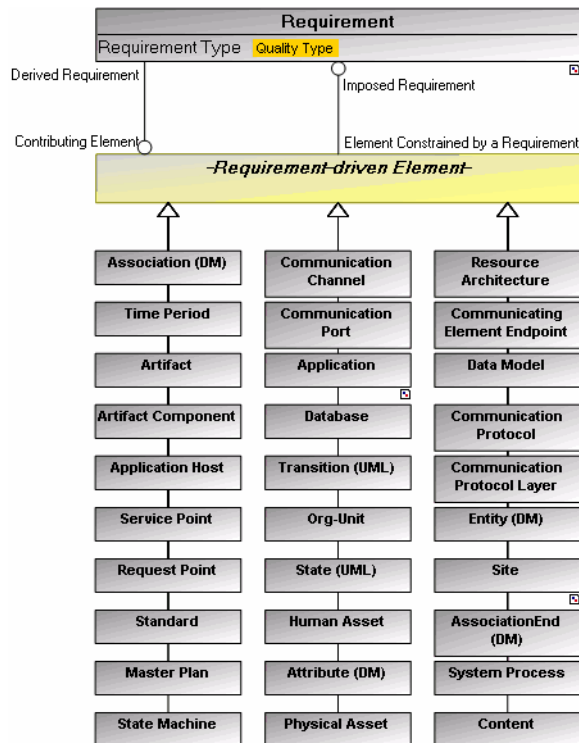 Requirement
Requirement Type Quality Type
Derived Requirement
Imposed Requirement
Contributing Element
Element Constrained by a Requirement
Requirement-driven Element
Association (DM)
Time Period
Artifact
Artifact Component
Application Host
Service Point
Request Point
Standard
Master Plan
State Machine
Communication
Channel
Communication
Port
Application
Database
Transition (UML)
Org-Unit
State (UML)
Human Asset
Attribute (DM)
Physical Asset
Resource
Architecture
Communicating
Element Endpoint
Data Model
Communication
Protocol
Communication
Protocol Layer
Entity (DM)
Site
AssociationEnd
(DM)
System Process
Content